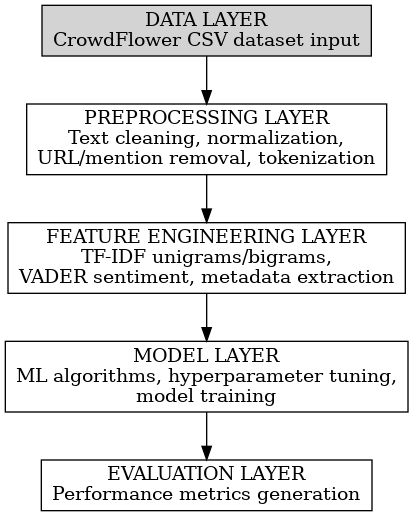 DATA LAYER
CrowdFlower CSV dataset input
PREPROCESSING LAYER
Text cleaning, normalization,
URL/mention removal, tokenization
FEATURE ENGINEERING LAYER
TF-IDF unigrams/bigrams,
VADER sentiment, metadata extraction
MODEL LAYER
ML algorithms, hyperparameter tuning,
model training
EVALUATION LAYER
Performance metrics generation